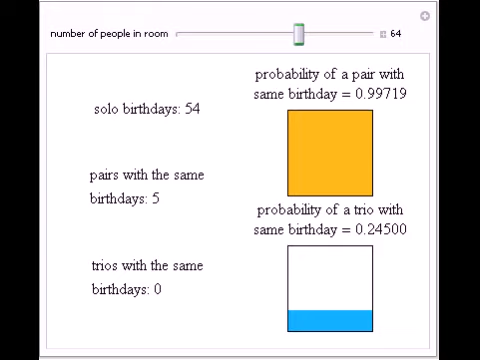 number of people in room 64
probability of a pair with
same birthday = 0.99719
solo birthdays: 54
pairs with the same
birthdays: 5
probability of a trio with
same birthday = 0.24500
trios with the same
birthdays: 0